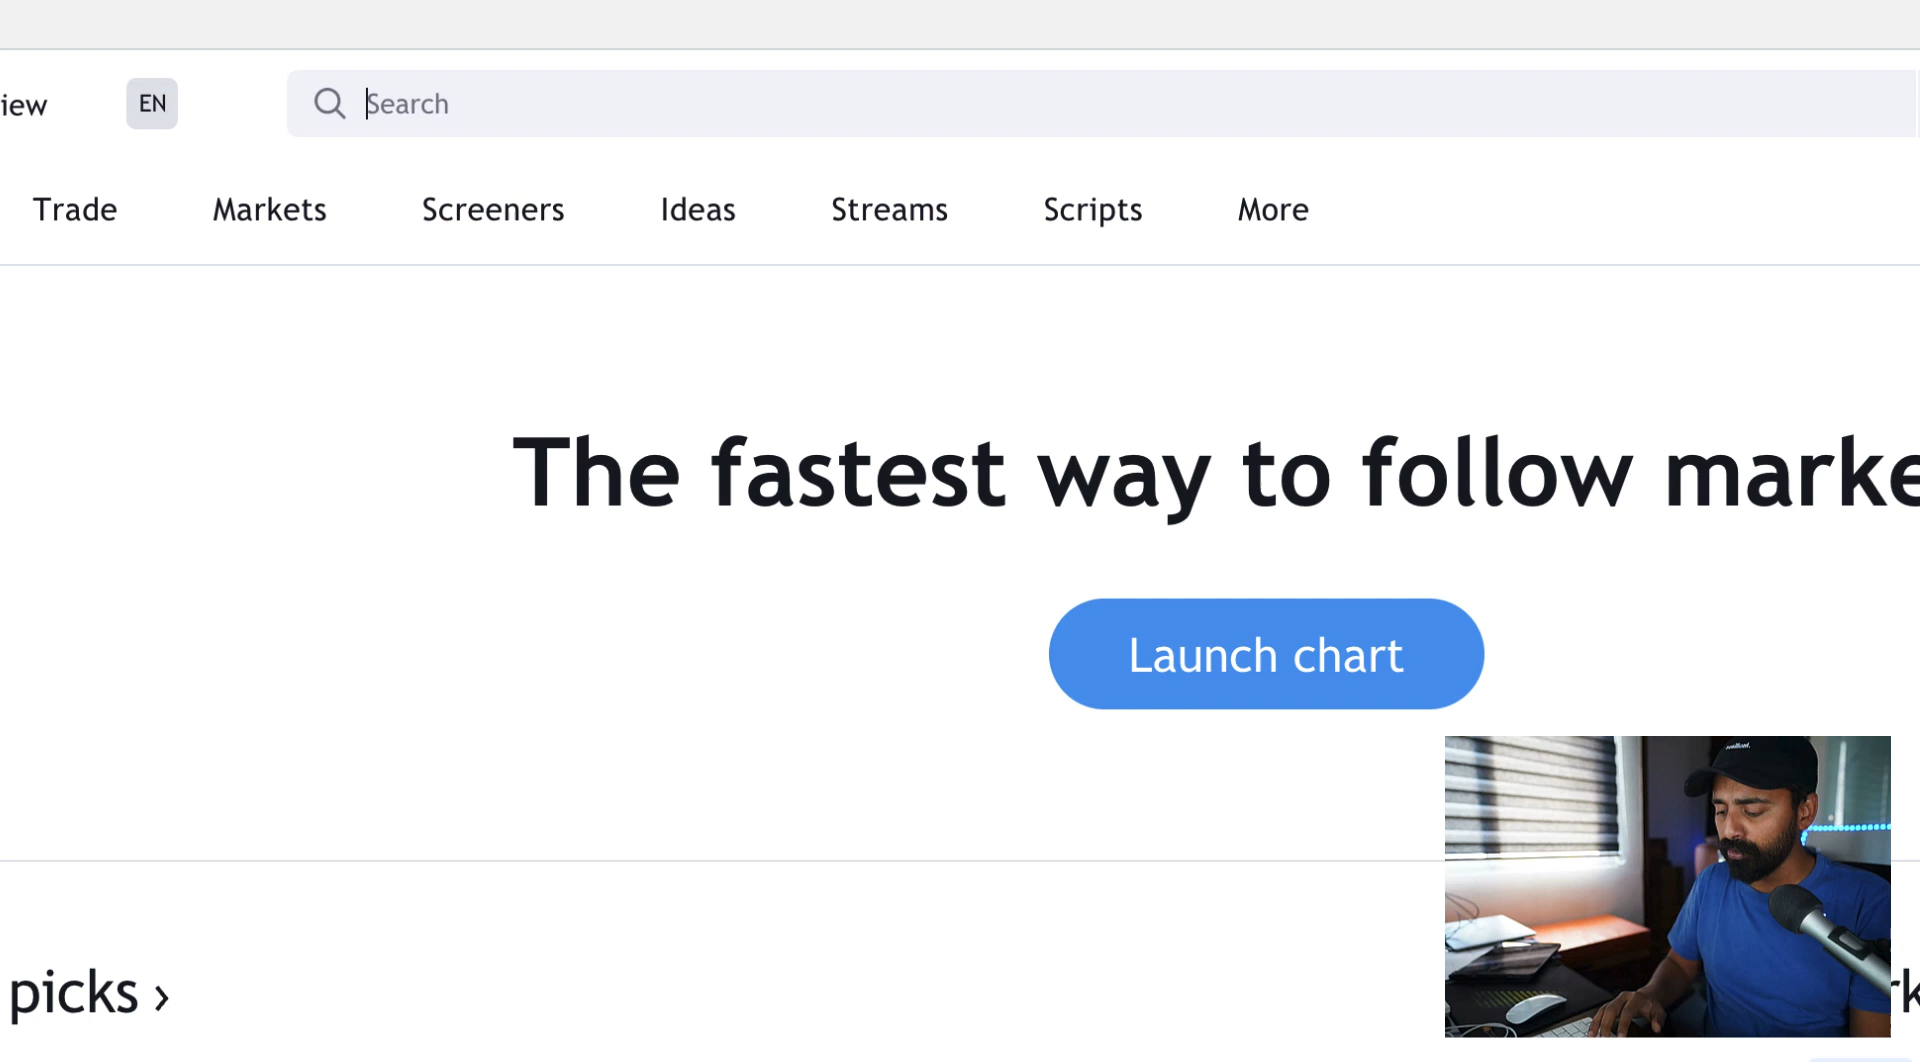 iew
EN
Search
Trade
Markets
Screeners
Ideas
Streams
Scripts
More
The fastest way to follow marke
Launch chart
picks ›
rk